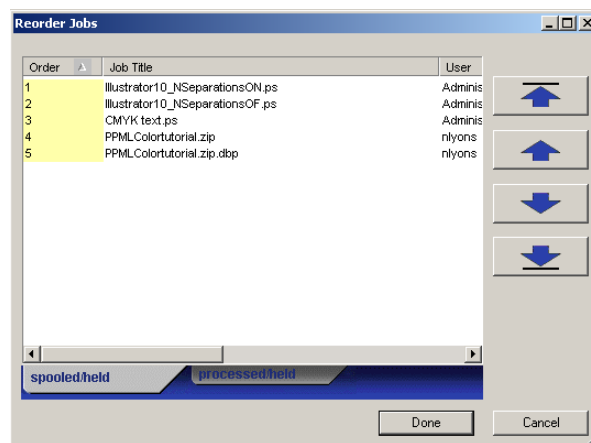 Reorder Jobs
Order Job Title User
1 Illustrator10_NSeparationsON.ps Adminis
2 Illustrator10_NSeparationsOF.ps Adminis
3 CMYK text.ps Adminis
4 PPMLColortutorial.zip nlyons
5 PPMLColortutorial.zip.dbp nlyons
spooled/held processed/held
Done Cancel